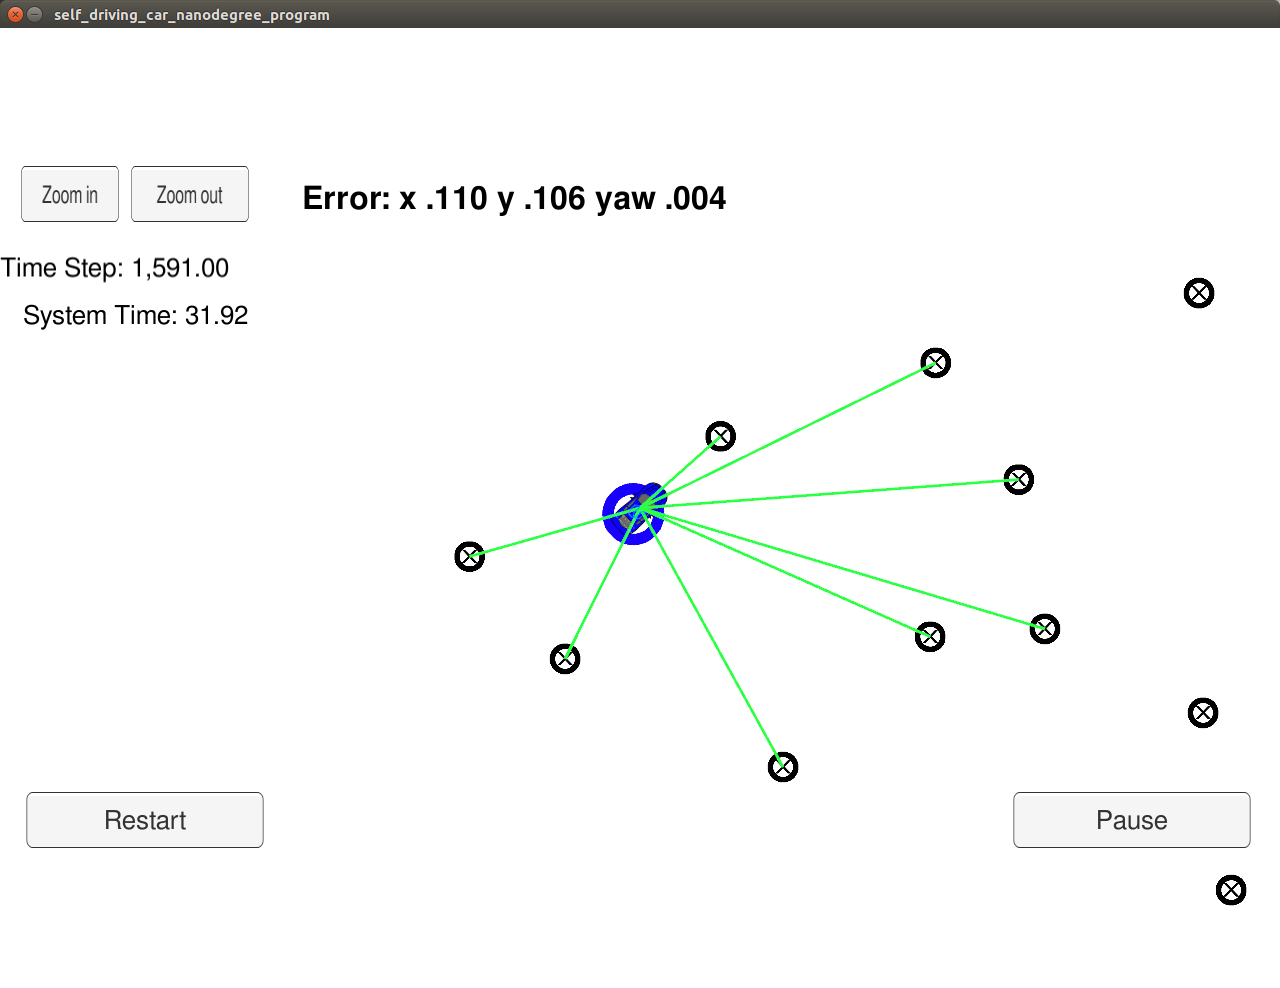 self_driving_car_nanodegree_program
Zoom in
Zoom out
Error: x .110 y .106 yaw .004
Time Step: 1,591.00
System Time: 31.92
Restart
Pause